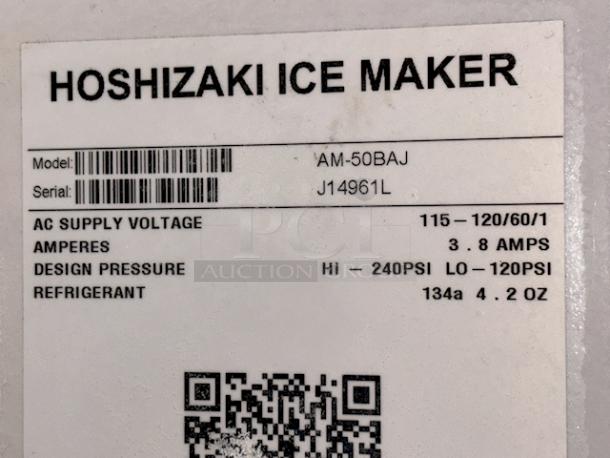 HOSHIZAKI ICE MAKER
Model: AM-50BAJ
Serial: J14961L
AC SUPPLY VOLTAGE 115-120/60/1
AMPERES 3.8 AMPS
DESIGN PRESSURE HI - 240PSI LO-120PSI
REFRIGERANT 134a 4.2 OZ
PCI
AUCTION GROUP